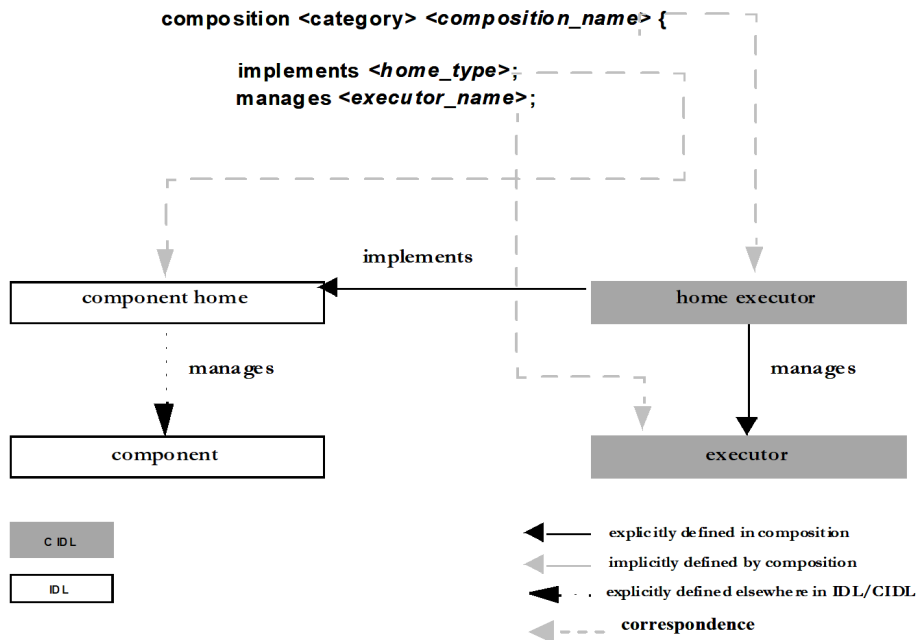 composition <category> <composition_name> {
implements <home_type>;
manages <executor_name>;
implements
component home
home executor
manages
manages
component
executor
CIDL
explicitly defined in composition
implicitly defined by composition
IDL
explicitly defined elsewhere in IDL/CIDL
correspondence